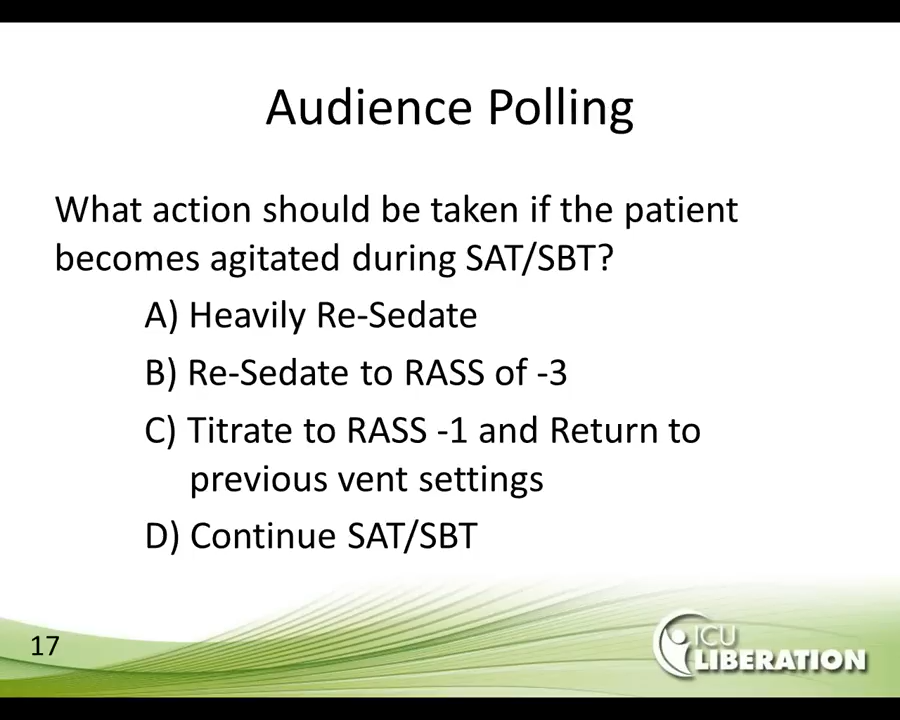 Audience Polling
What action should be taken if the patient
becomes agitated during SAT/SBT?
A) Heavily Re-Sedate
B) Re-Sedate to RASS of -3
C) Titrate to RASS -1 and Return to
previous vent settings
D) Continue SAT/SBT
17
ICU
LIBERATION